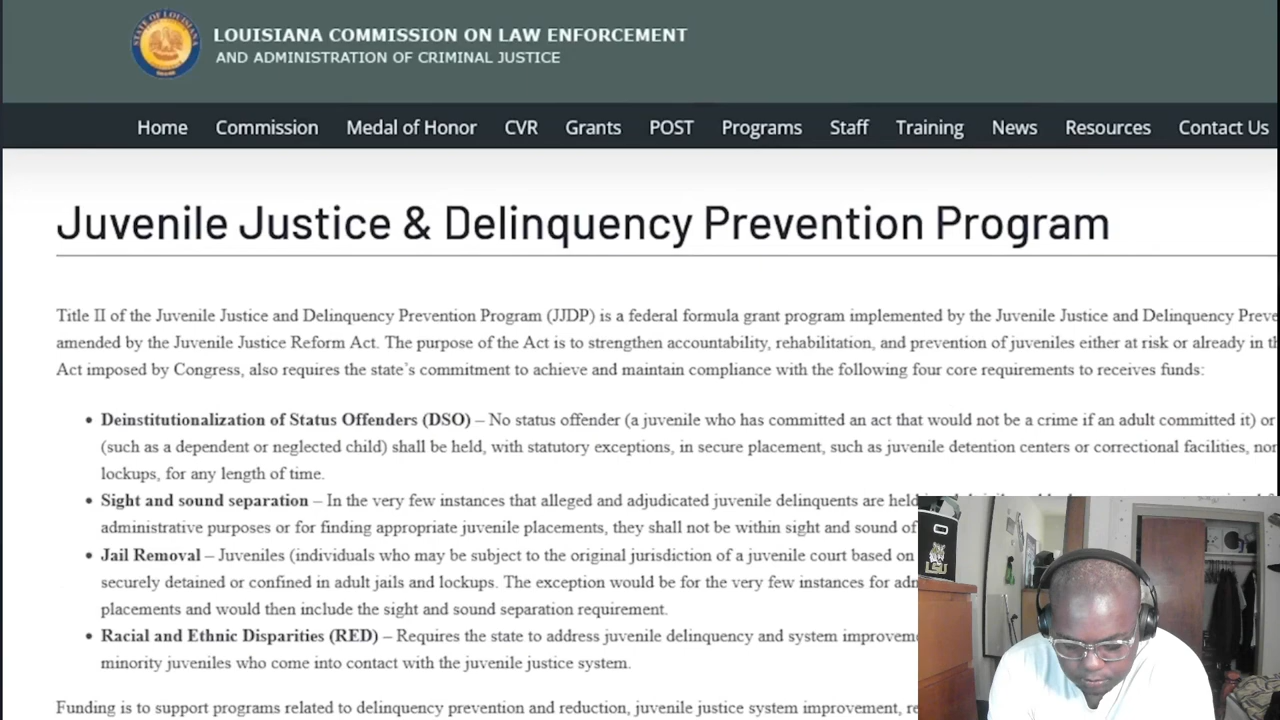 LOUISIANA COMMISSION ON LAW ENFORCEMENT
AND ADMINISTRATION OF CRIMINAL JUSTICE
Home Commission Medal of Honor CVR Grants POST Programs Staff Training News Resources Contact Us
Juvenile Justice & Delinquency Prevention Program
Title II of the Juvenile Justice and Delinquency Prevention Program (JJDP) is a federal formula grant program implemented by the Juvenile Justice and Delinquency Preve
amended by the Juvenile Justice Reform Act. The purpose of the Act is to strengthen accountability, rehabilitation, and prevention of juveniles either at risk or already in th
Act imposed by Congress, also requires the state's commitment to achieve and maintain compliance with the following four core requirements to receives funds:
• Deinstitutionalization of Status Offenders (DSO) – No status offender (a juvenile who has committed an act that would not be a crime if an adult committed it) or
(such as a dependent or neglected child) shall be held, with statutory exceptions, in secure placement, such as juvenile detention centers or correctional facilities, nor
lockups, for any length of time.
• Sight and sound separation – In the very few instances that alleged and adjudicated juvenile delinquents are held
administrative purposes or for finding appropriate juvenile placements, they shall not be within sight and sound of
• Jail Removal – Juveniles (individuals who may be subject to the original jurisdiction of a juvenile court based on
securely detained or confined in adult jails and lockups. The exception would be for the very few instances for adm
placements and would then include the sight and sound separation requirement.
• Racial and Ethnic Disparities (RED) – Requires the state to address juvenile delinquency and system improveme
minority juveniles who come into contact with the juvenile justice system.
Funding is to support programs related to delinquency prevention and reduction, juvenile justice system improvement, re
LSU